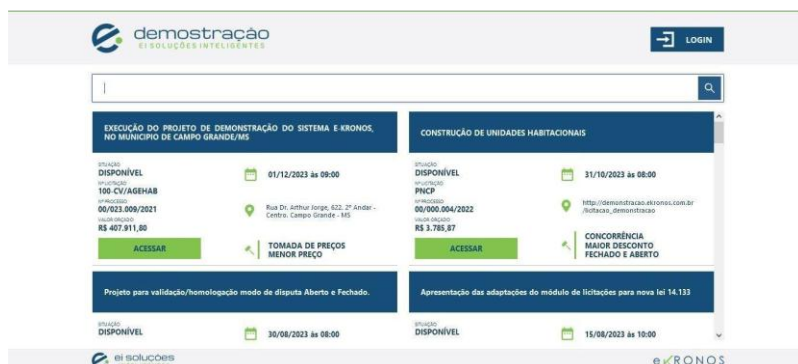 demostração
EI SOLUÇÕES INTELIGENTES
LOGIN
EXECUÇÃO DO PROJETO DE DEMONSTRAÇÃO DO SISTEMA E-KRONOS,
NO MUNICIPIO DE CAMPO GRANDE/MS
SITUAÇÃO
DISPONÍVEL
Nº LICITAÇÃO
100-CV/AGEHAB
Nº PROCESSO
00/023.009/2021
VALOR ORÇADO
R$ 407.911,80
ACESSAR
01/12/2023 às 09:00
Rua Dr. Arthur Jorge, 622. 2º Andar -
Centro. Campo Grande - MS
TOMADA DE PREÇOS
MENOR PREÇO
CONSTRUÇÃO DE UNIDADES HABITACIONAIS
SITUAÇÃO
DISPONÍVEL
Nº LICITAÇÃO
PNCP
Nº PROCESSO
00/000.004/2022
VALOR ORÇADO
R$ 3.785,87
ACESSAR
31/10/2023 às 08:00
http://demonstracao.ekronos.com.br
/licitacao_demonstracao
CONCORRÊNCIA
MAIOR DESCONTO
FECHADO E ABERTO
Projeto para validação/homologação modo de disputa Aberto e Fechado.
SITUAÇÃO
DISPONÍVEL
30/08/2023 às 08:00
Apresentação das adaptações do módulo de licitações para nova lei 14.133
SITUAÇÃO
DISPONÍVEL
15/08/2023 às 10:00
ei soluções
e KRONOS